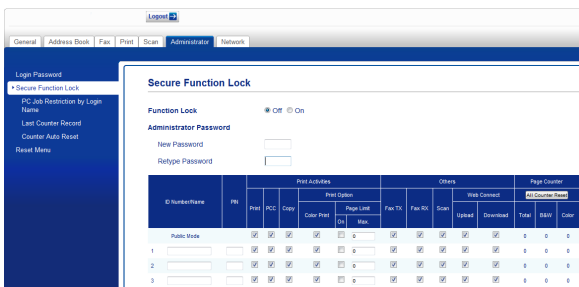 Logout
General Address Book Fax Print Scan Administrator Network
Login Password
Secure Function Lock
PC Job Restriction by Login
Name
Last Counter Record
Counter Auto Reset
Reset Menu
Secure Function Lock
Function Lock Off On
Administrator Password
New Password
Retype Password
Print Activities Others Page Counter
ID Number/Name PIN Print PCC Copy Print Option Fax TX Fax RX Scan Web Connect All Counter Reset
Color Print Page Limit Upload Download Total B&W Color
On Max.
Public Mode 0 0 0 0
1 0 0 0 0
2 0 0 0 0
3 0 0 0 0